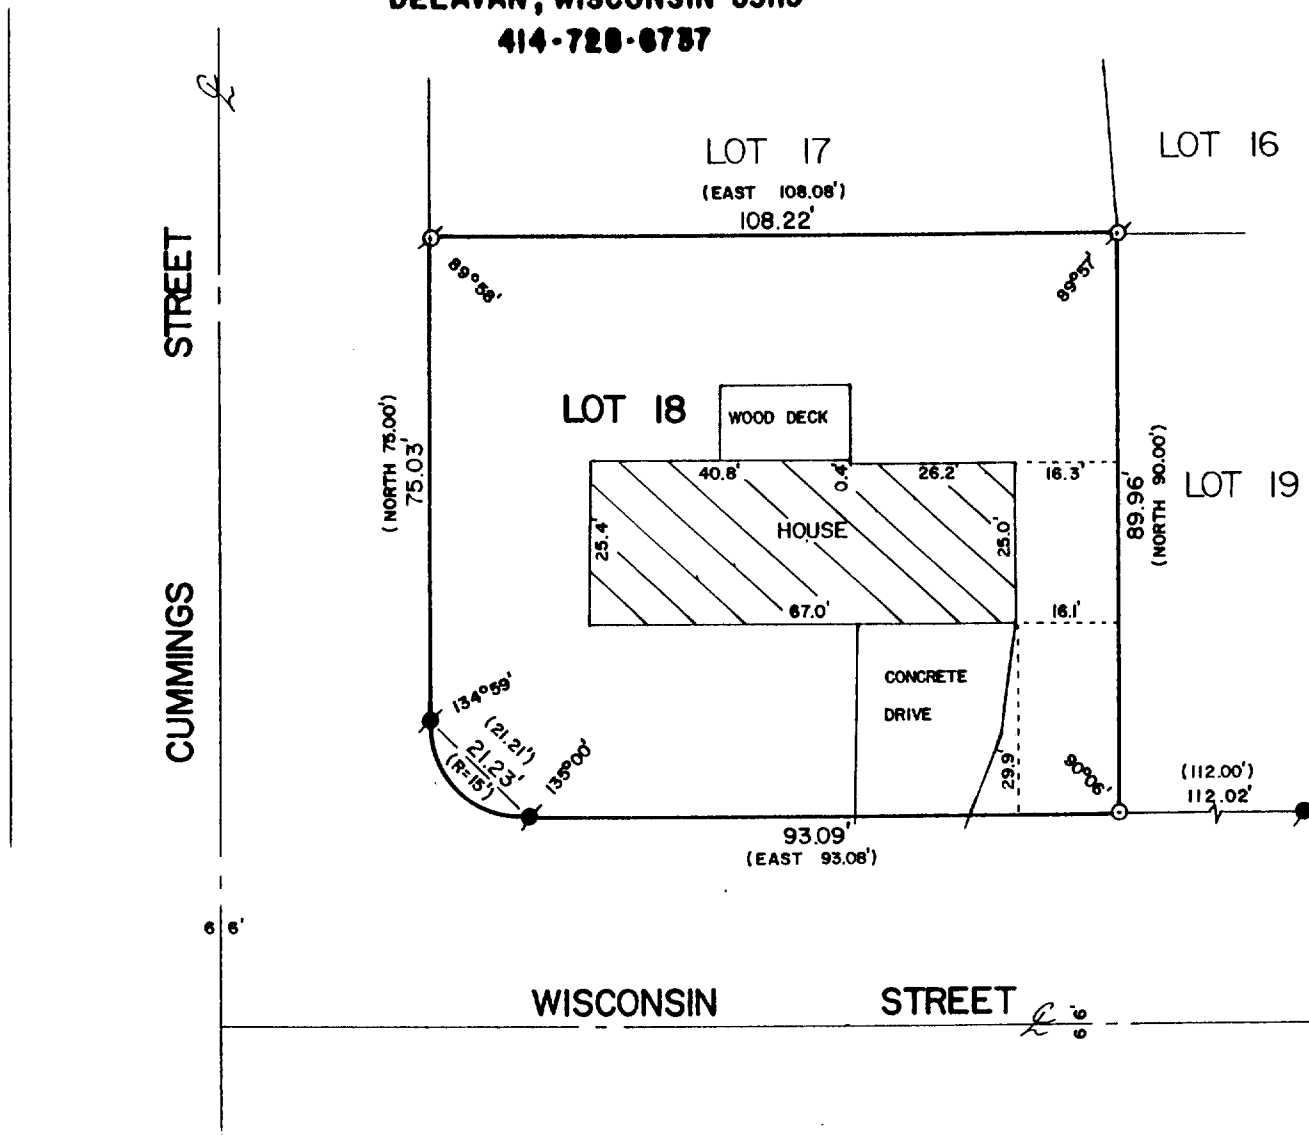 414-728-6787
LOT 17
LOT 16
(EAST 108.08')
108.22'
89°58'
89°57'
STREET
CUMMINGS
LOT 18
WOOD DECK
(NORTH 75.00')
75.03'
40.8'
0.4'
26.2'
16.3'
89.96'
(NORTH 90.00')
LOT 19
25.4'
HOUSE
25.0'
67.0'
16.1'
CONCRETE
DRIVE
134°59'
(21.21')
21.23'
(R=15')
135°00'
29.9'
90°06'
(112.00')
112.02'
93.09'
(EAST 93.08')
66'
WISCONSIN STREET
66'